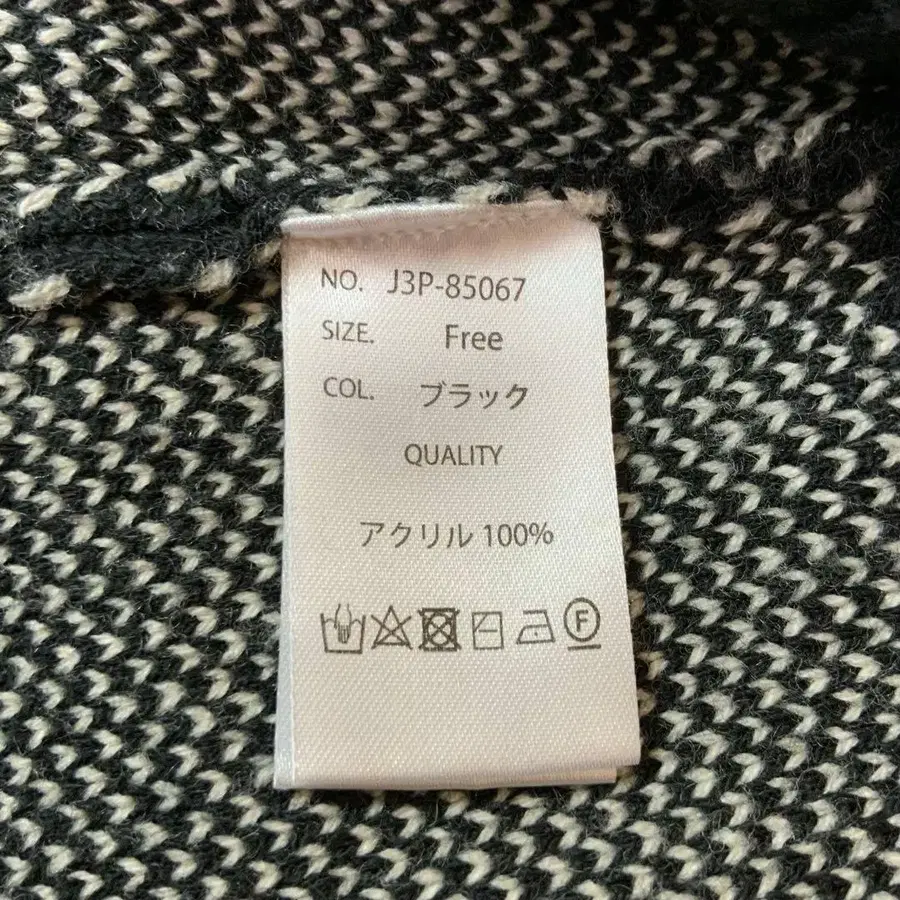 NO. J3P-85067
SIZE. Free
COL. ブラック
QUALITY
アクリル 100%
F